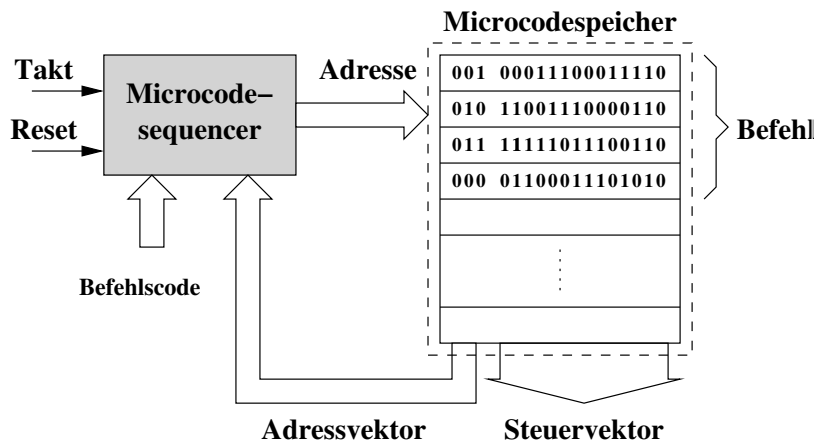 Microcodespeicher
Takt
Reset
Microcode–
sequencer
Adresse
001 00011100011110
010 11001110000110
011 11111011100110
000 01100011101010
Befehl
Befehlscode
Adressvektor
Steuervektor